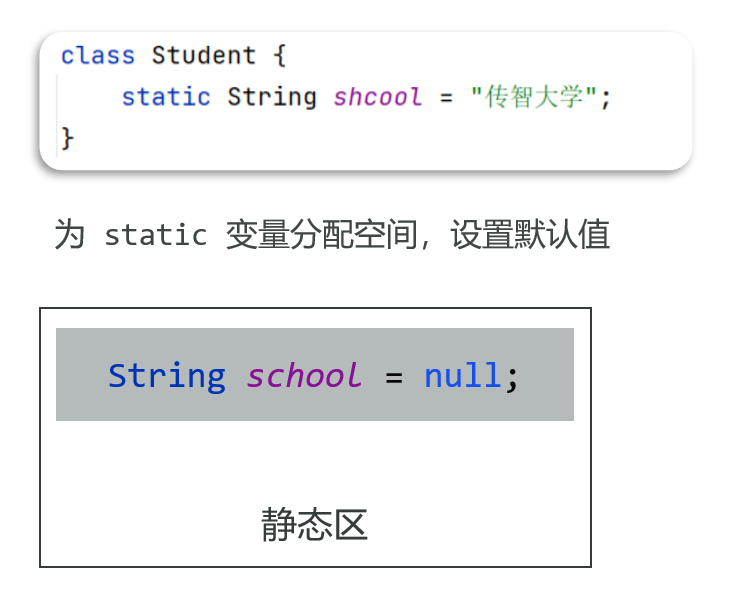 class Student {
static String shcool = "传智大学";
}
为 static 变量分配空间，设置默认值
String school = null;
静态区